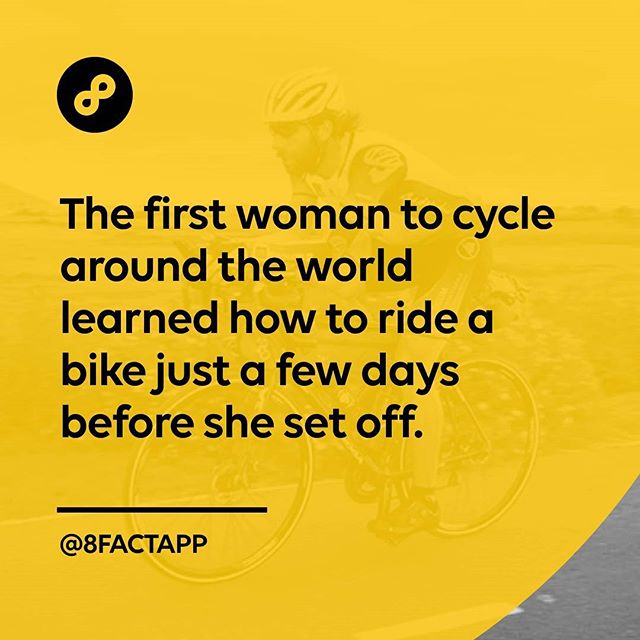 The first woman to cycle
around the world
learned how to ride a
bike just a few days
before she set off.
@8FACTAPP